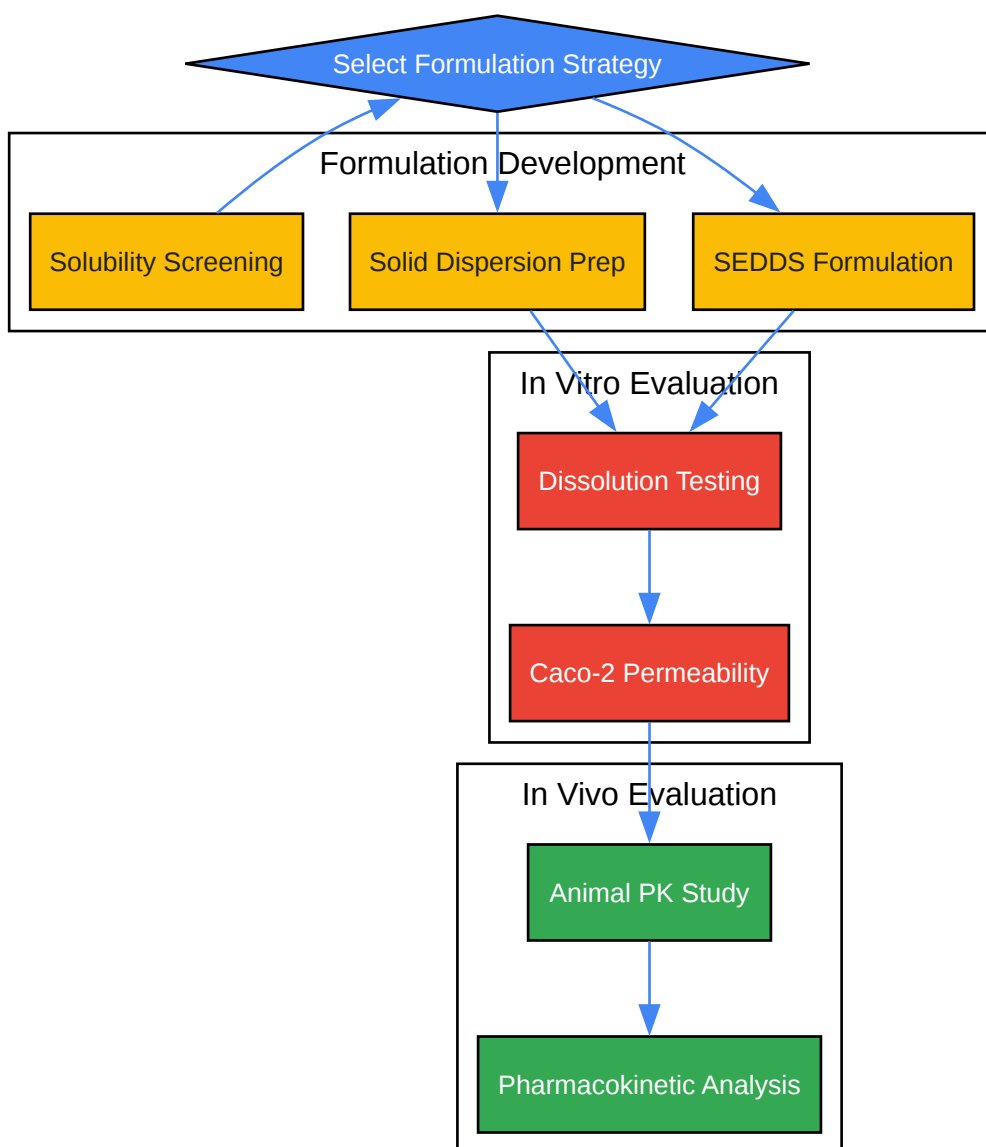 Select Formulation Strategy
Formulation Development
Solubility Screening
Solid Dispersion Prep
SEDDS Formulation
In Vitro Evaluation
Dissolution Testing
Caco-2 Permeability
In Vivo Evaluation
Animal PK Study
Pharmacokinetic Analysis